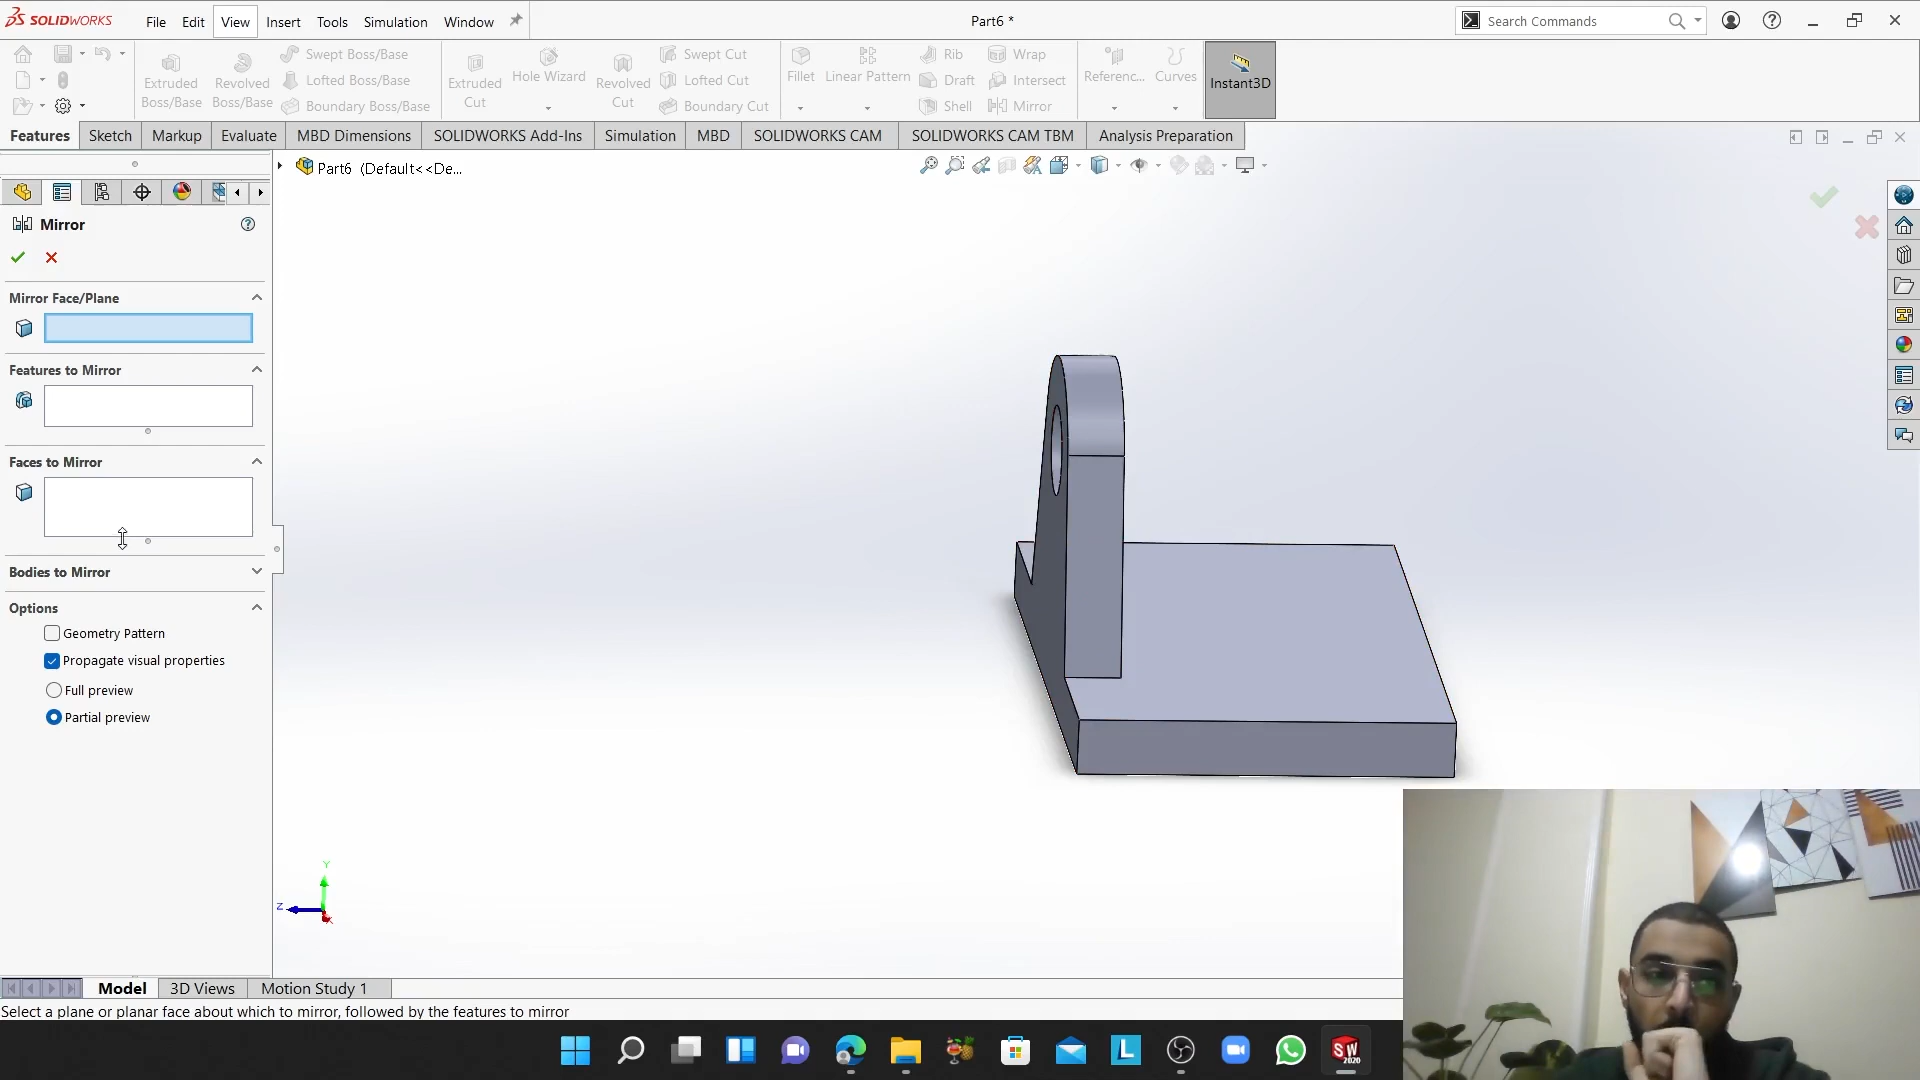 SOLIDWORKS File Edit View Insert Tools Simulation Window Part6 * Search Commands
Extruded Boss/Base
Revolved Boss/Base
Swept Boss/Base
Lofted Boss/Base
Boundary Boss/Base
Extruded Cut
Hole Wizard
Revolved Cut
Swept Cut
Lofted Cut
Boundary Cut
Fillet
Linear Pattern
Rib
Draft
Shell
Wrap
Intersect
Mirror
Referenc...
Curves
Instant3D
Features Sketch Markup Evaluate MBD Dimensions SOLIDWORKS Add-Ins Simulation MBD SOLIDWORKS CAM SOLIDWORKS CAM TBM Analysis Preparation
Part6 (Default<<De...
Mirror
Mirror Face/Plane
Features to Mirror
Faces to Mirror
Bodies to Mirror
Options
Geometry Pattern
Propagate visual properties
Full preview
Partial preview
Y
Z
Model 3D Views Motion Study 1
Select a plane or planar face about which to mirror, followed by the features to mirror
L
SW
2020